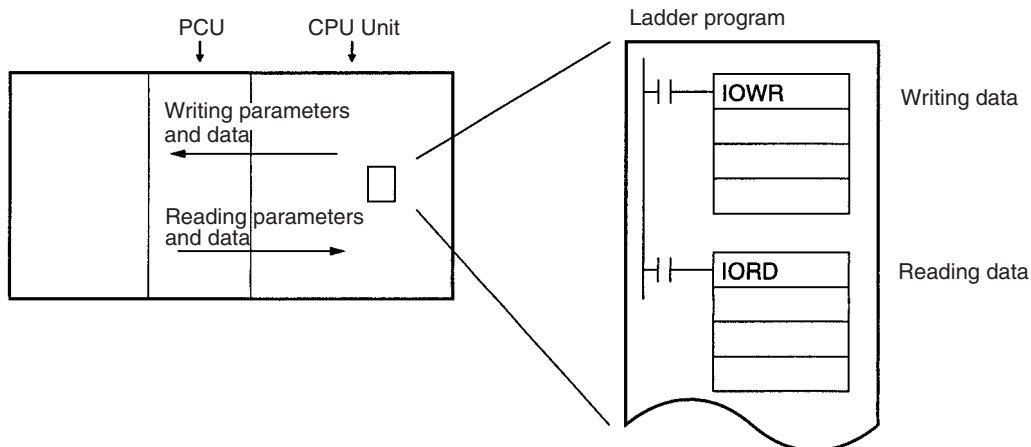 Ladder program
PCU
CPU Unit
Writing parameters
and data
Reading parameters
and data
IOWR
Writing data
IORD
Reading data